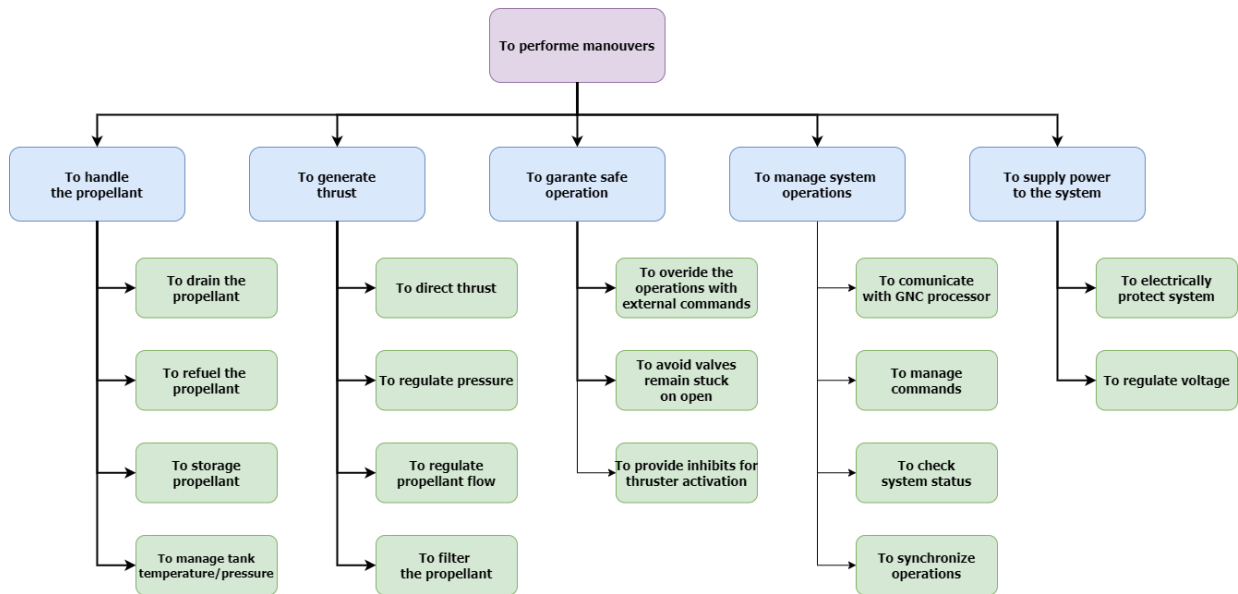 To performe manouvers
To handle
the propellant
To generate
thrust
To garante safe
operation
To manage system
operations
To supply power
to the system
To drain the
propellant
To refuel the
propellant
To storage
propellant
To manage tank
temperature/pressure
To direct thrust
To regulate pressure
To regulate
propellant flow
To filter
the propellant
To overide the
operations with
external commands
To avoid valves
remain stuck
on open
To provide inhibits for
thruster activation
To comunicate
with GNC processor
To manage
commands
To check
system status
To synchronize
operations
To electrically
protect system
To regulate voltage